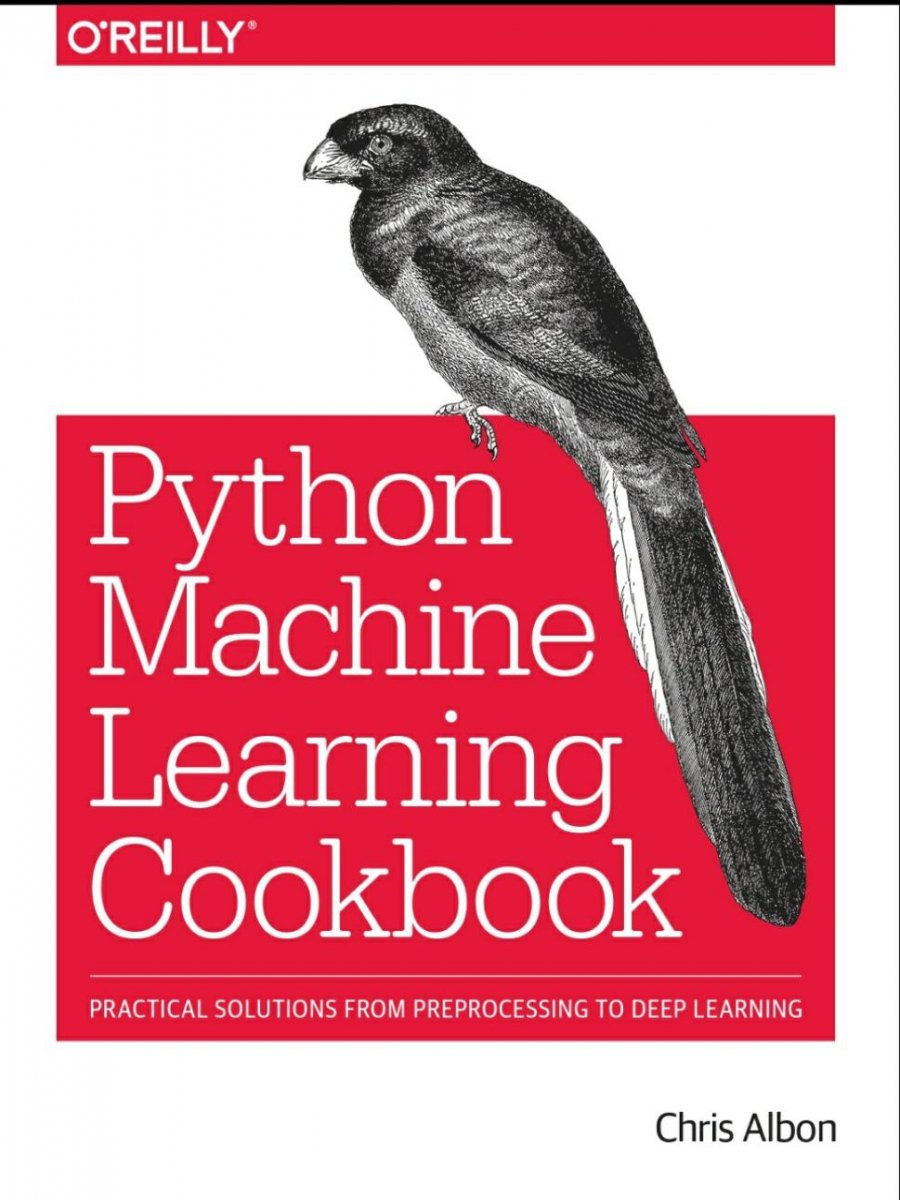 O'REILLY®
Python
Machine
Learning
Cookbook
PRACTICAL SOLUTIONS FROM PREPROCESSING TO DEEP LEARNING
Chris Albon